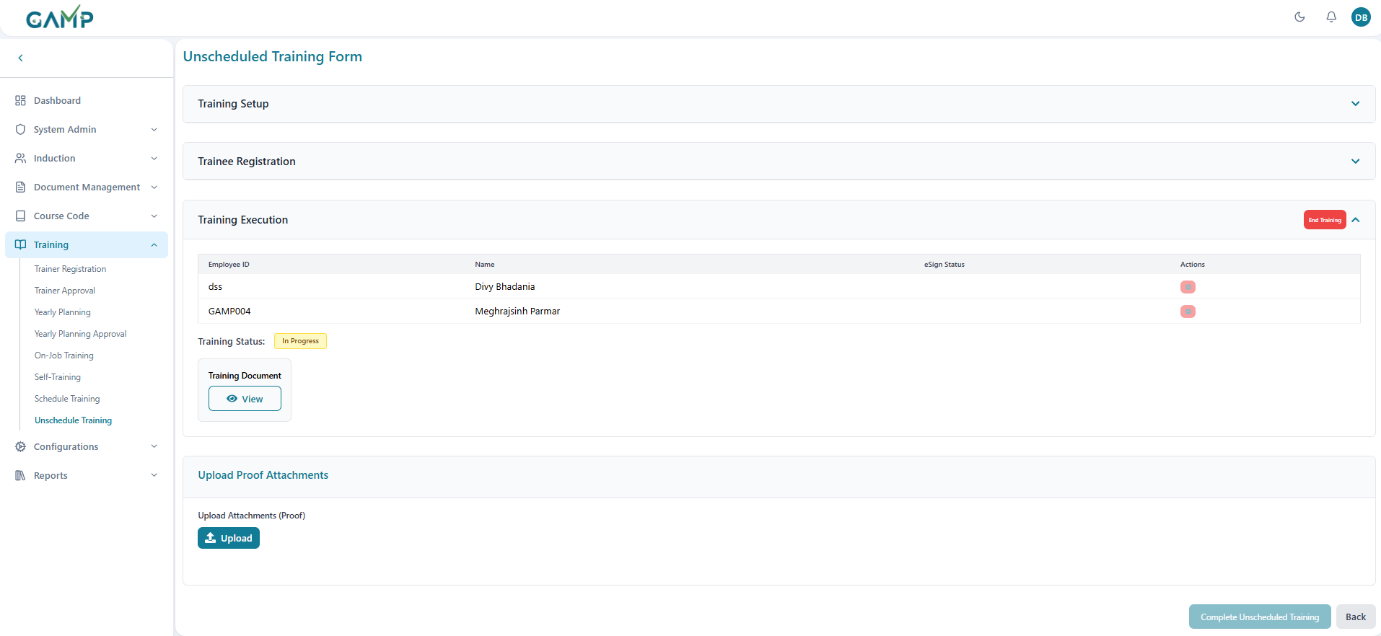 GAMP
DB
Unscheduled Training Form
Dashboard
System Admin
Induction
Document Management
Course Code
Training
Trainer Registration
Trainer Approval
Yearly Planning
Yearly Planning Approval
On-Job Training
Self-Training
Schedule Training
Unschedule Training
Configurations
Reports
Training Setup
Trainee Registration
Training Execution
End Training
Employee ID Name eSign Status Actions
dss Divy Bhadania
GAMP004 Meghrajsinh Parmar
Training Status: In Progress
Training Document
View
Upload Proof Attachments
Upload Attachments (Proof)
Upload
Complete Unscheduled Training Back